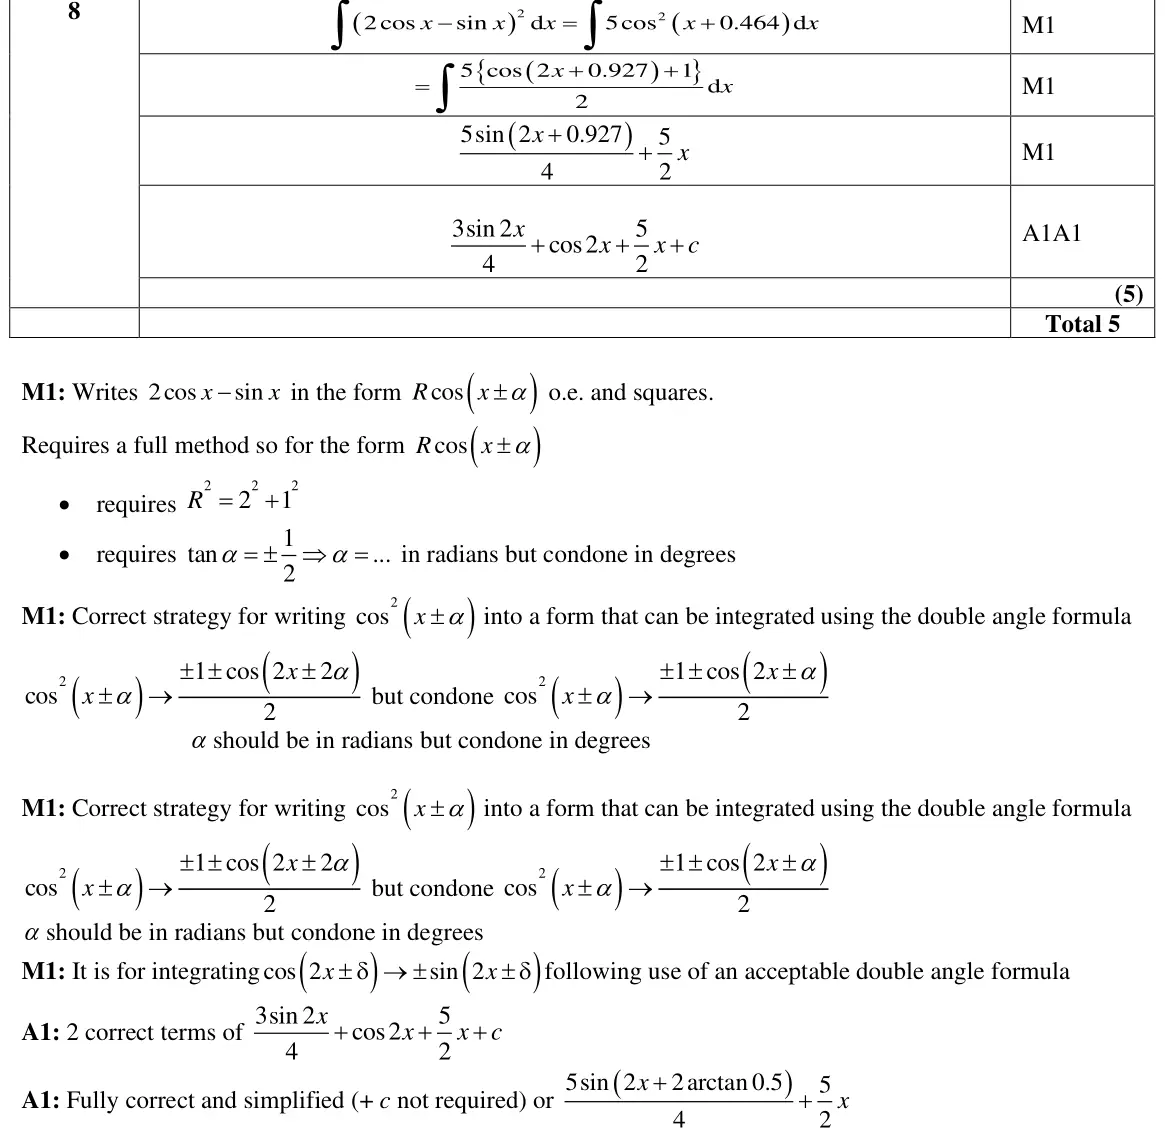 8 ∫(2cos x − sin x)² dx = ∫5cos²(x + 0.464)dx M1
= ∫ 5{cos(2x + 0.927) + 1}/2 dx M1
5sin(2x + 0.927)/4 + 5/2 x M1
3sin 2x/4 + cos 2x + 5/2 x + c A1A1
(5)
Total 5
M1: Writes 2cos x − sin x in the form R cos(x ± α) o.e. and squares.
Requires a full method so for the form R cos(x ± α)
• requires R² = 2² + 1²
• requires tan α = ± 1/2 ⇒ α = ... in radians but condone in degrees
M1: Correct strategy for writing cos²(x ± α) into a form that can be integrated using the double angle formula
cos²(x ± α) → ±1 ± cos(2x ± 2α)/2 but condone cos²(x ± α) → ±1 ± cos(2x ± α)/2
α should be in radians but condone in degrees
M1: Correct strategy for writing cos²(x ± α) into a form that can be integrated using the double angle formula
cos²(x ± α) → ±1 ± cos(2x ± 2α)/2 but condone cos²(x ± α) → ±1 ± cos(2x ± α)/2
α should be in radians but condone in degrees
M1: It is for integrating cos(2x ± δ) → ± sin(2x ± δ) following use of an acceptable double angle formula
A1: 2 correct terms of 3sin 2x/4 + cos 2x + 5/2 x + c
A1: Fully correct and simplified (+ c not required) or 5sin(2x + 2arctan 0.5)/4 + 5/2 x